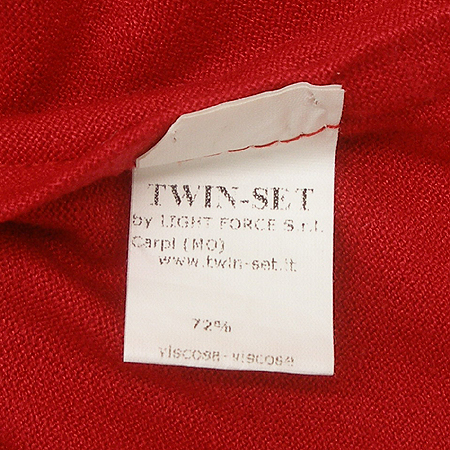 TWIN-SET
by LIGHT FORCE S.r.l.
Carpi (MO)
www.twin-set.it
72%
viscosa - viscose